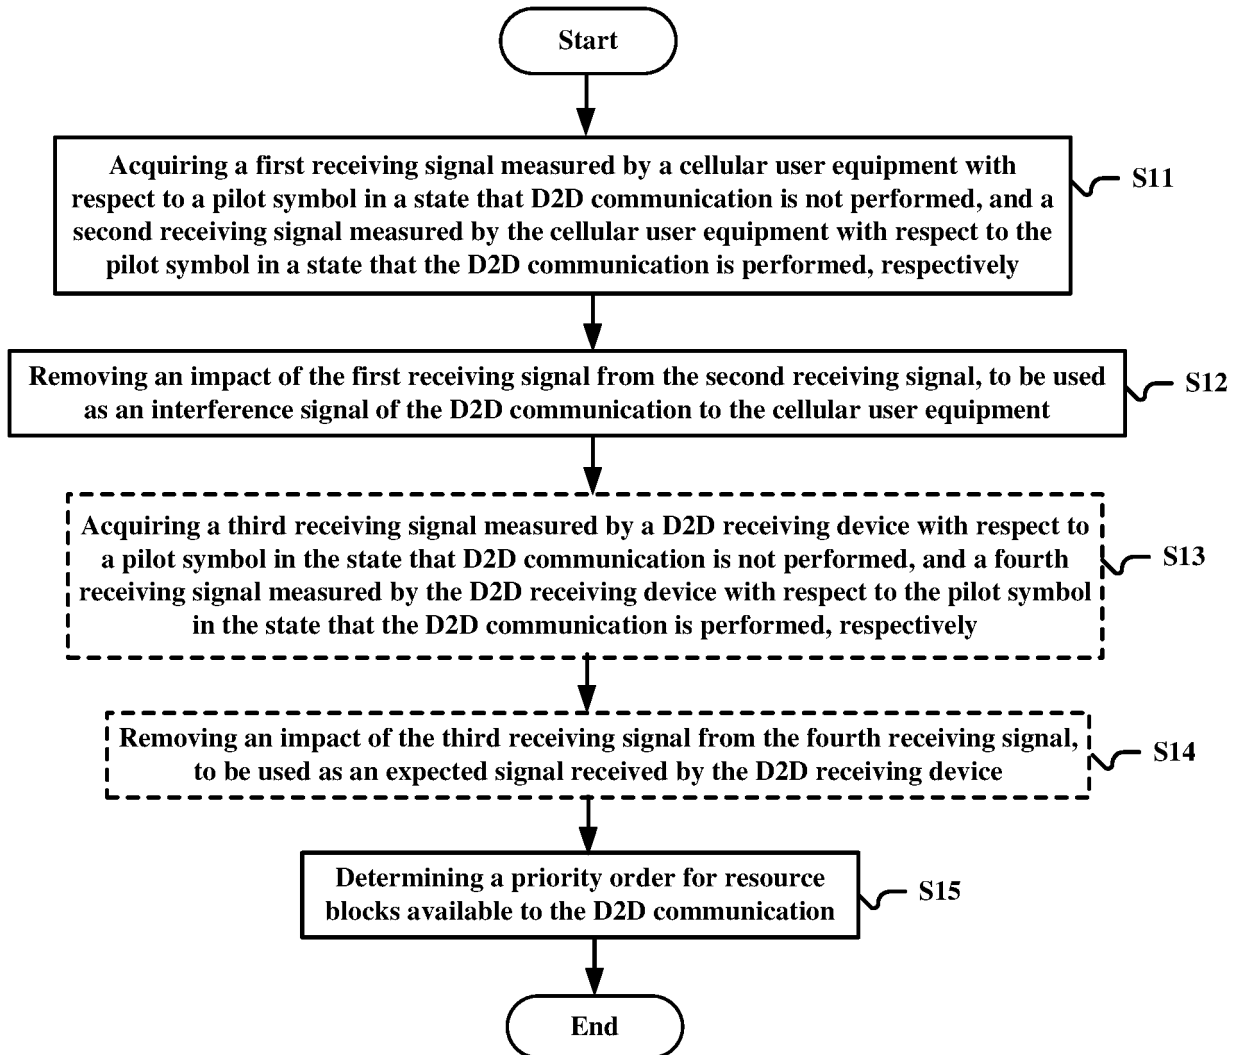 Start
Acquiring a first receiving signal measured by a cellular user equipment with
respect to a pilot symbol in a state that D2D communication is not performed, and a
second receiving signal measured by the cellular user equipment with respect to the
pilot symbol in a state that the D2D communication is performed, respectively
S11
Removing an impact of the first receiving signal from the second receiving signal, to be used
as an interference signal of the D2D communication to the cellular user equipment
S12
Acquiring a third receiving signal measured by a D2D receiving device with respect to
a pilot symbol in the state that D2D communication is not performed, and a fourth
receiving signal measured by the D2D receiving device with respect to the pilot symbol
in the state that the D2D communication is performed, respectively
S13
Removing an impact of the third receiving signal from the fourth receiving signal,
to be used as an expected signal received by the D2D receiving device
S14
Determining a priority order for resource
blocks available to the D2D communication
S15
End